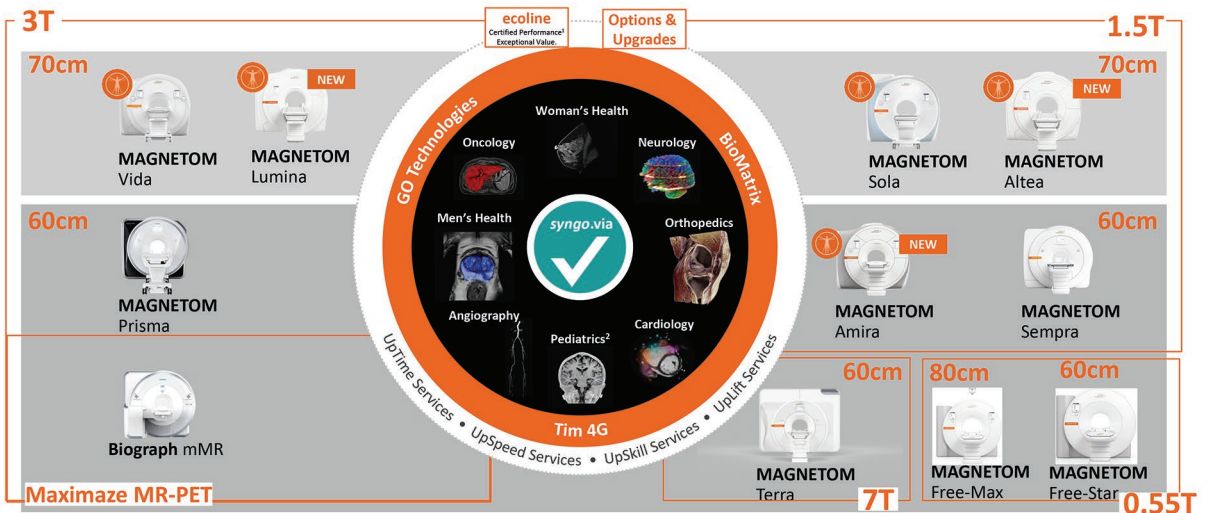 3T
ecoline
Certified Performance¹
Exceptional Value.
Options &
Upgrades
1.5T
70cm
NEW
MAGNETOM
Vida
MAGNETOM
Lumina
70cm
NEW
MAGNETOM
Sola
MAGNETOM
Altea
60cm
MAGNETOM
Prisma
60cm
NEW
MAGNETOM
Amira
MAGNETOM
Sempra
GO Technologies
BioMatrix
Tim 4G
Woman's Health
Oncology
Neurology
Men's Health
syngo.via
Orthopedics
Angiography
Pediatrics²
Cardiology
UpTime Services • UpSpeed Services • UpSkill Services • UpLift Services
Biograph mMR
Maximaze MR-PET
60cm
MAGNETOM
Terra
7T
80cm
60cm
MAGNETOM
Free-Max
MAGNETOM
Free-Star
0.55T